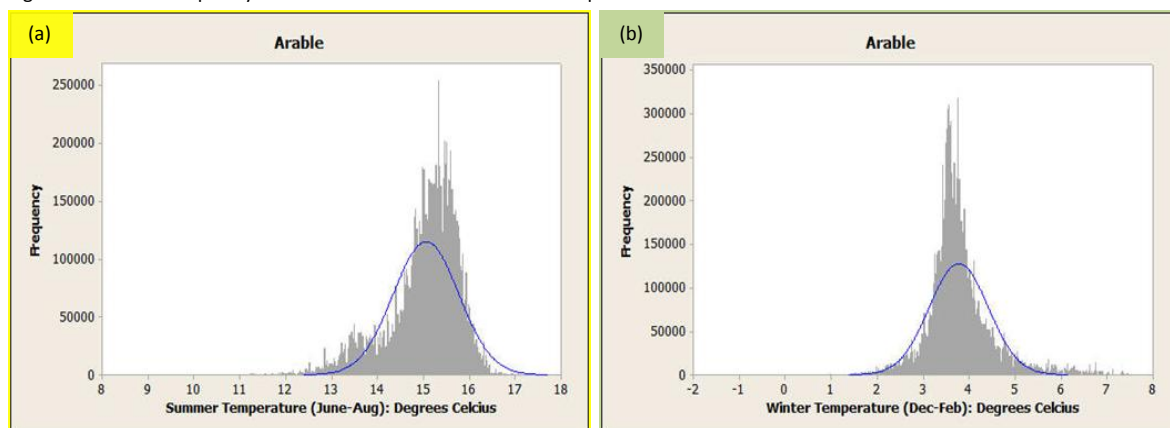 (a)
Arable
250000
200000
150000
100000
50000
0
Frequency
8 9 10 11 12 13 14 15 16 17 18
Summer Temperature (June-Aug): Degrees Celcius
(b)
Arable
350000
300000
250000
200000
150000
100000
50000
0
Frequency
-2 -1 0 1 2 3 4 5 6 7 8
Winter Temperature (Dec-Feb): Degrees Celcius